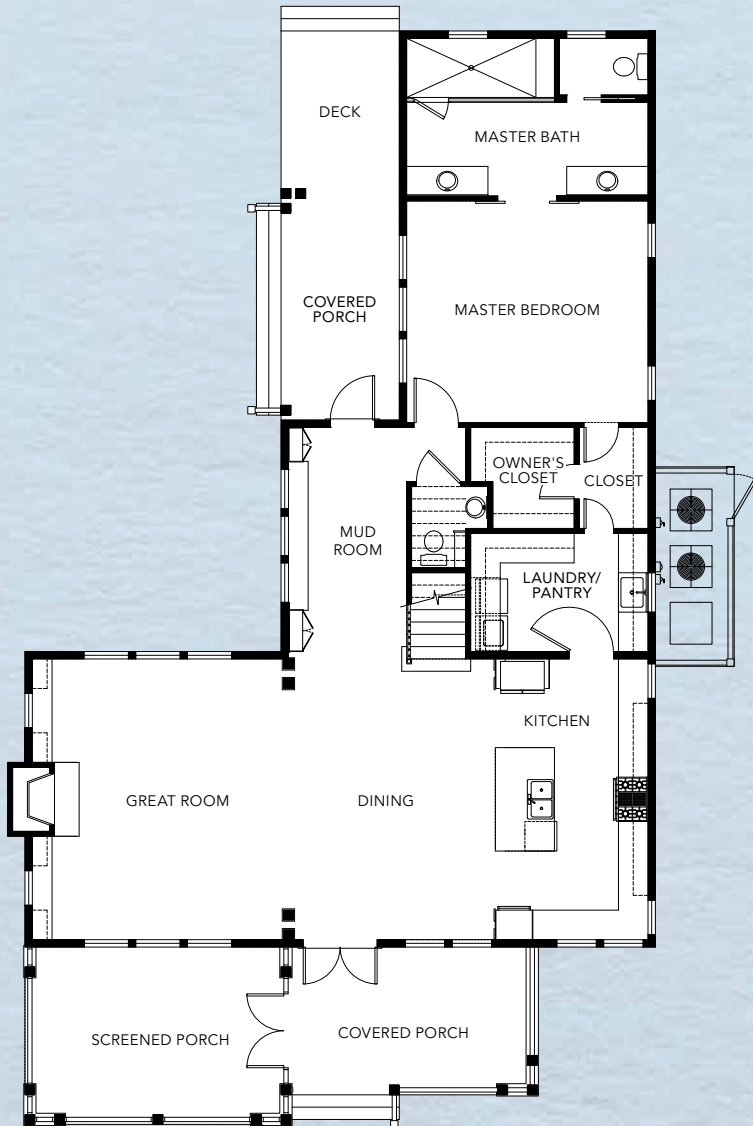 DECK
MASTER BATH
COVERED
PORCH
MASTER BEDROOM
OWNER'S
CLOSET
CLOSET
MUD
ROOM
LAUNDRY/
PANTRY
KITCHEN
GREAT ROOM
DINING
SCREENED PORCH
COVERED PORCH